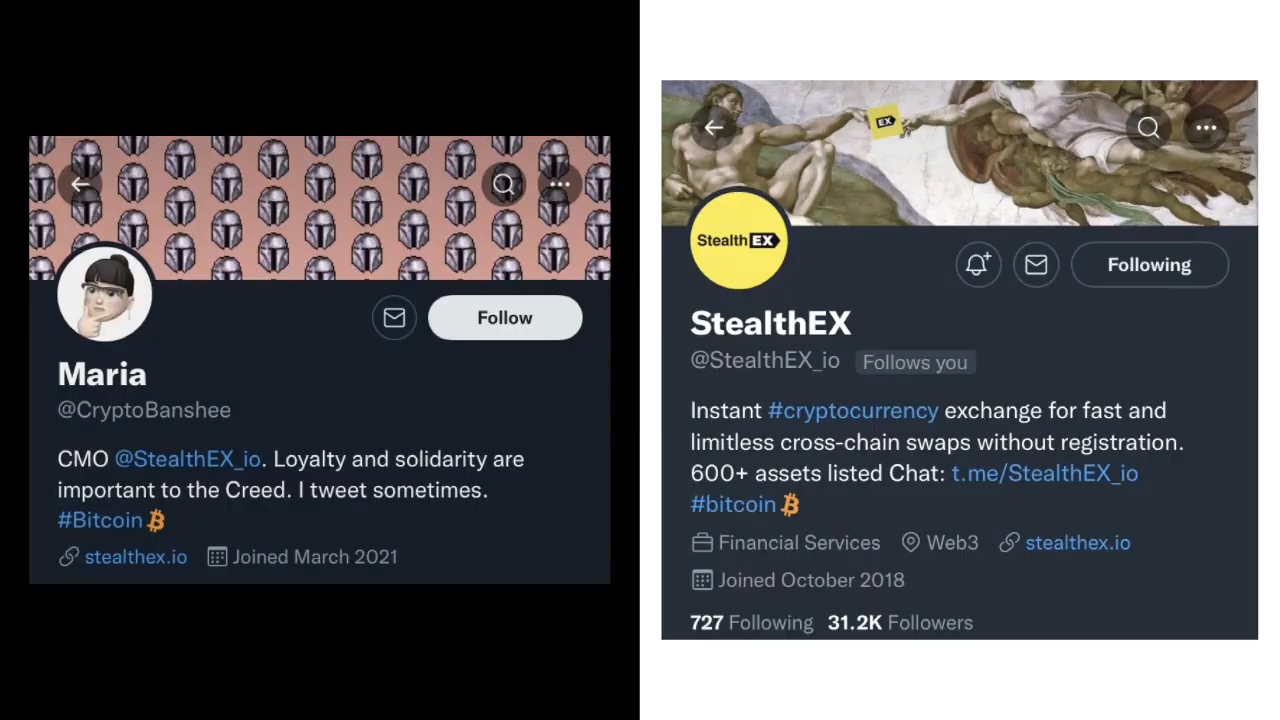 Follow
Maria
@CryptoBanshee
CMO @StealthEX_io. Loyalty and solidarity are
important to the Creed. I tweet sometimes.
#Bitcoin
stealthex.io Joined March 2021
EX
StealthEX
Following
StealthEX
@StealthEX_io Follows you
Instant #cryptocurrency exchange for fast and
limitless cross-chain swaps without registration.
600+ assets listed Chat: t.me/StealthEX_io
#bitcoin
Financial Services Web3 stealthex.io
Joined October 2018
727 Following 31.2K Followers